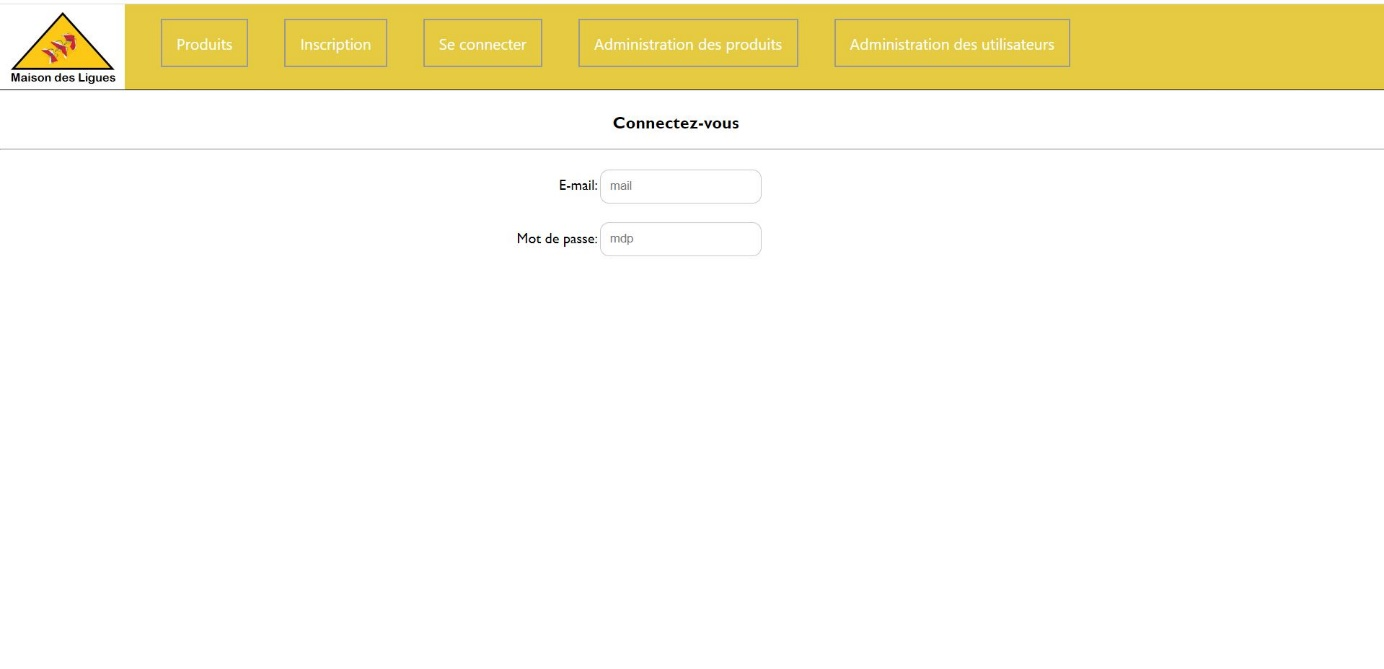 Maison des Ligues
Produits
Inscription
Se connecter
Administration des produits
Administration des utilisateurs
Connectez-vous
E-mail: mail
Mot de passe: mdp